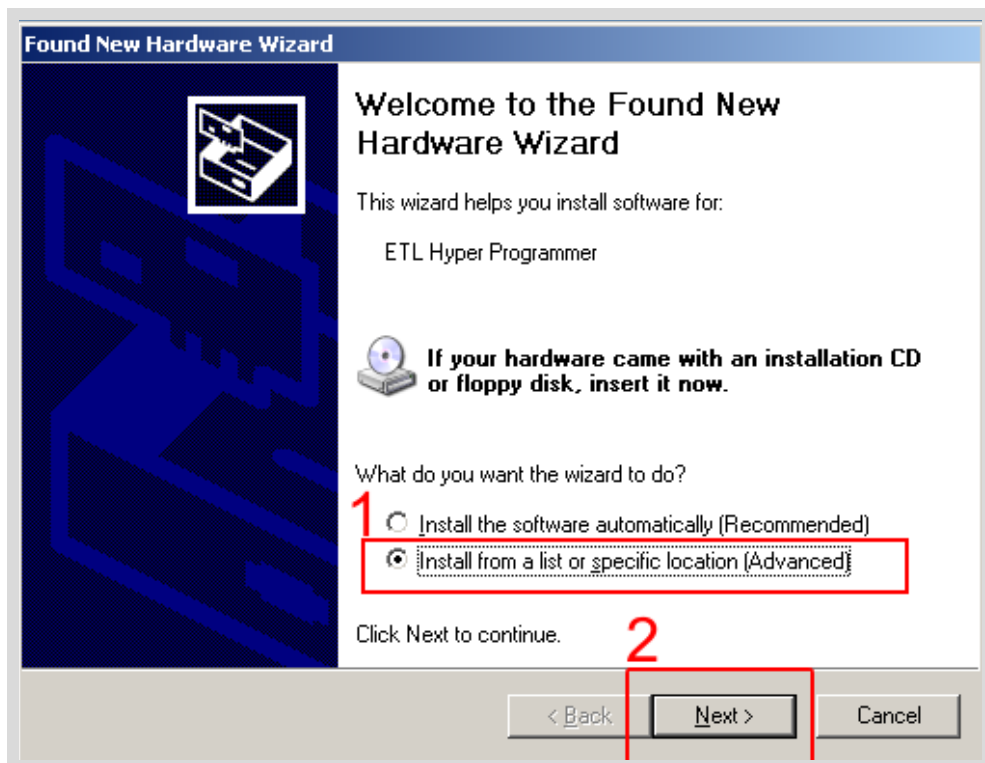 Found New Hardware Wizard
Welcome to the Found New
Hardware Wizard
This wizard helps you install software for:
ETL Hyper Programmer
If your hardware came with an installation CD
or floppy disk, insert it now.
What do you want the wizard to do?
1
Install the software automatically (Recommended)
Install from a list or specific location (Advanced)
Click Next to continue.
2
< Back Next > Cancel